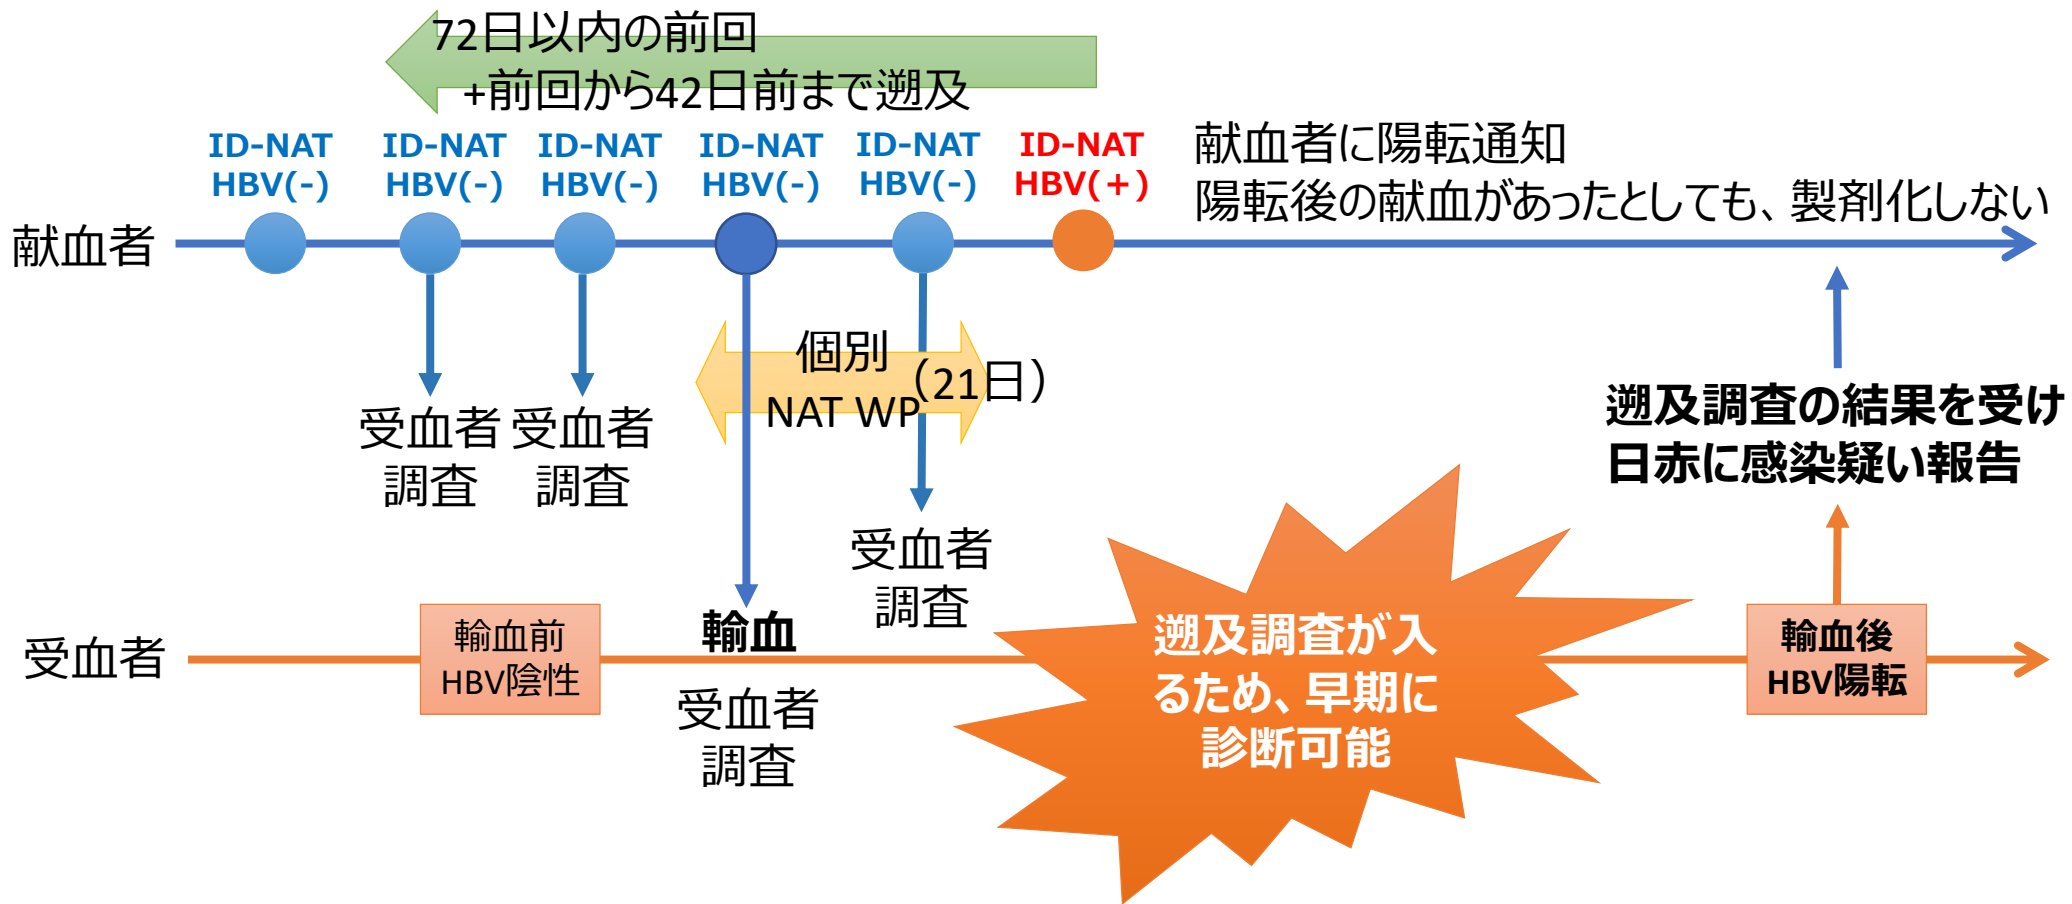 72日以内の前回
+前回から42日前まで遡及
ID-NAT
HBV(-)
ID-NAT
HBV(-)
ID-NAT
HBV(-)
ID-NAT
HBV(-)
ID-NAT
HBV(-)
ID-NAT
HBV(+)
献血者に陽転通知
陽転後の献血があったとしても、製剤化しない
献血者
個別
NAT WP
（21日）
受血者
調査
受血者
調査
受血者
調査
遡及調査の結果を受け
日赤に感染疑い報告
受血者
輸血前
HBV陰性
輸血
受血者
調査
遡及調査が入
るため、早期に
診断可能
輸血後
HBV陽転